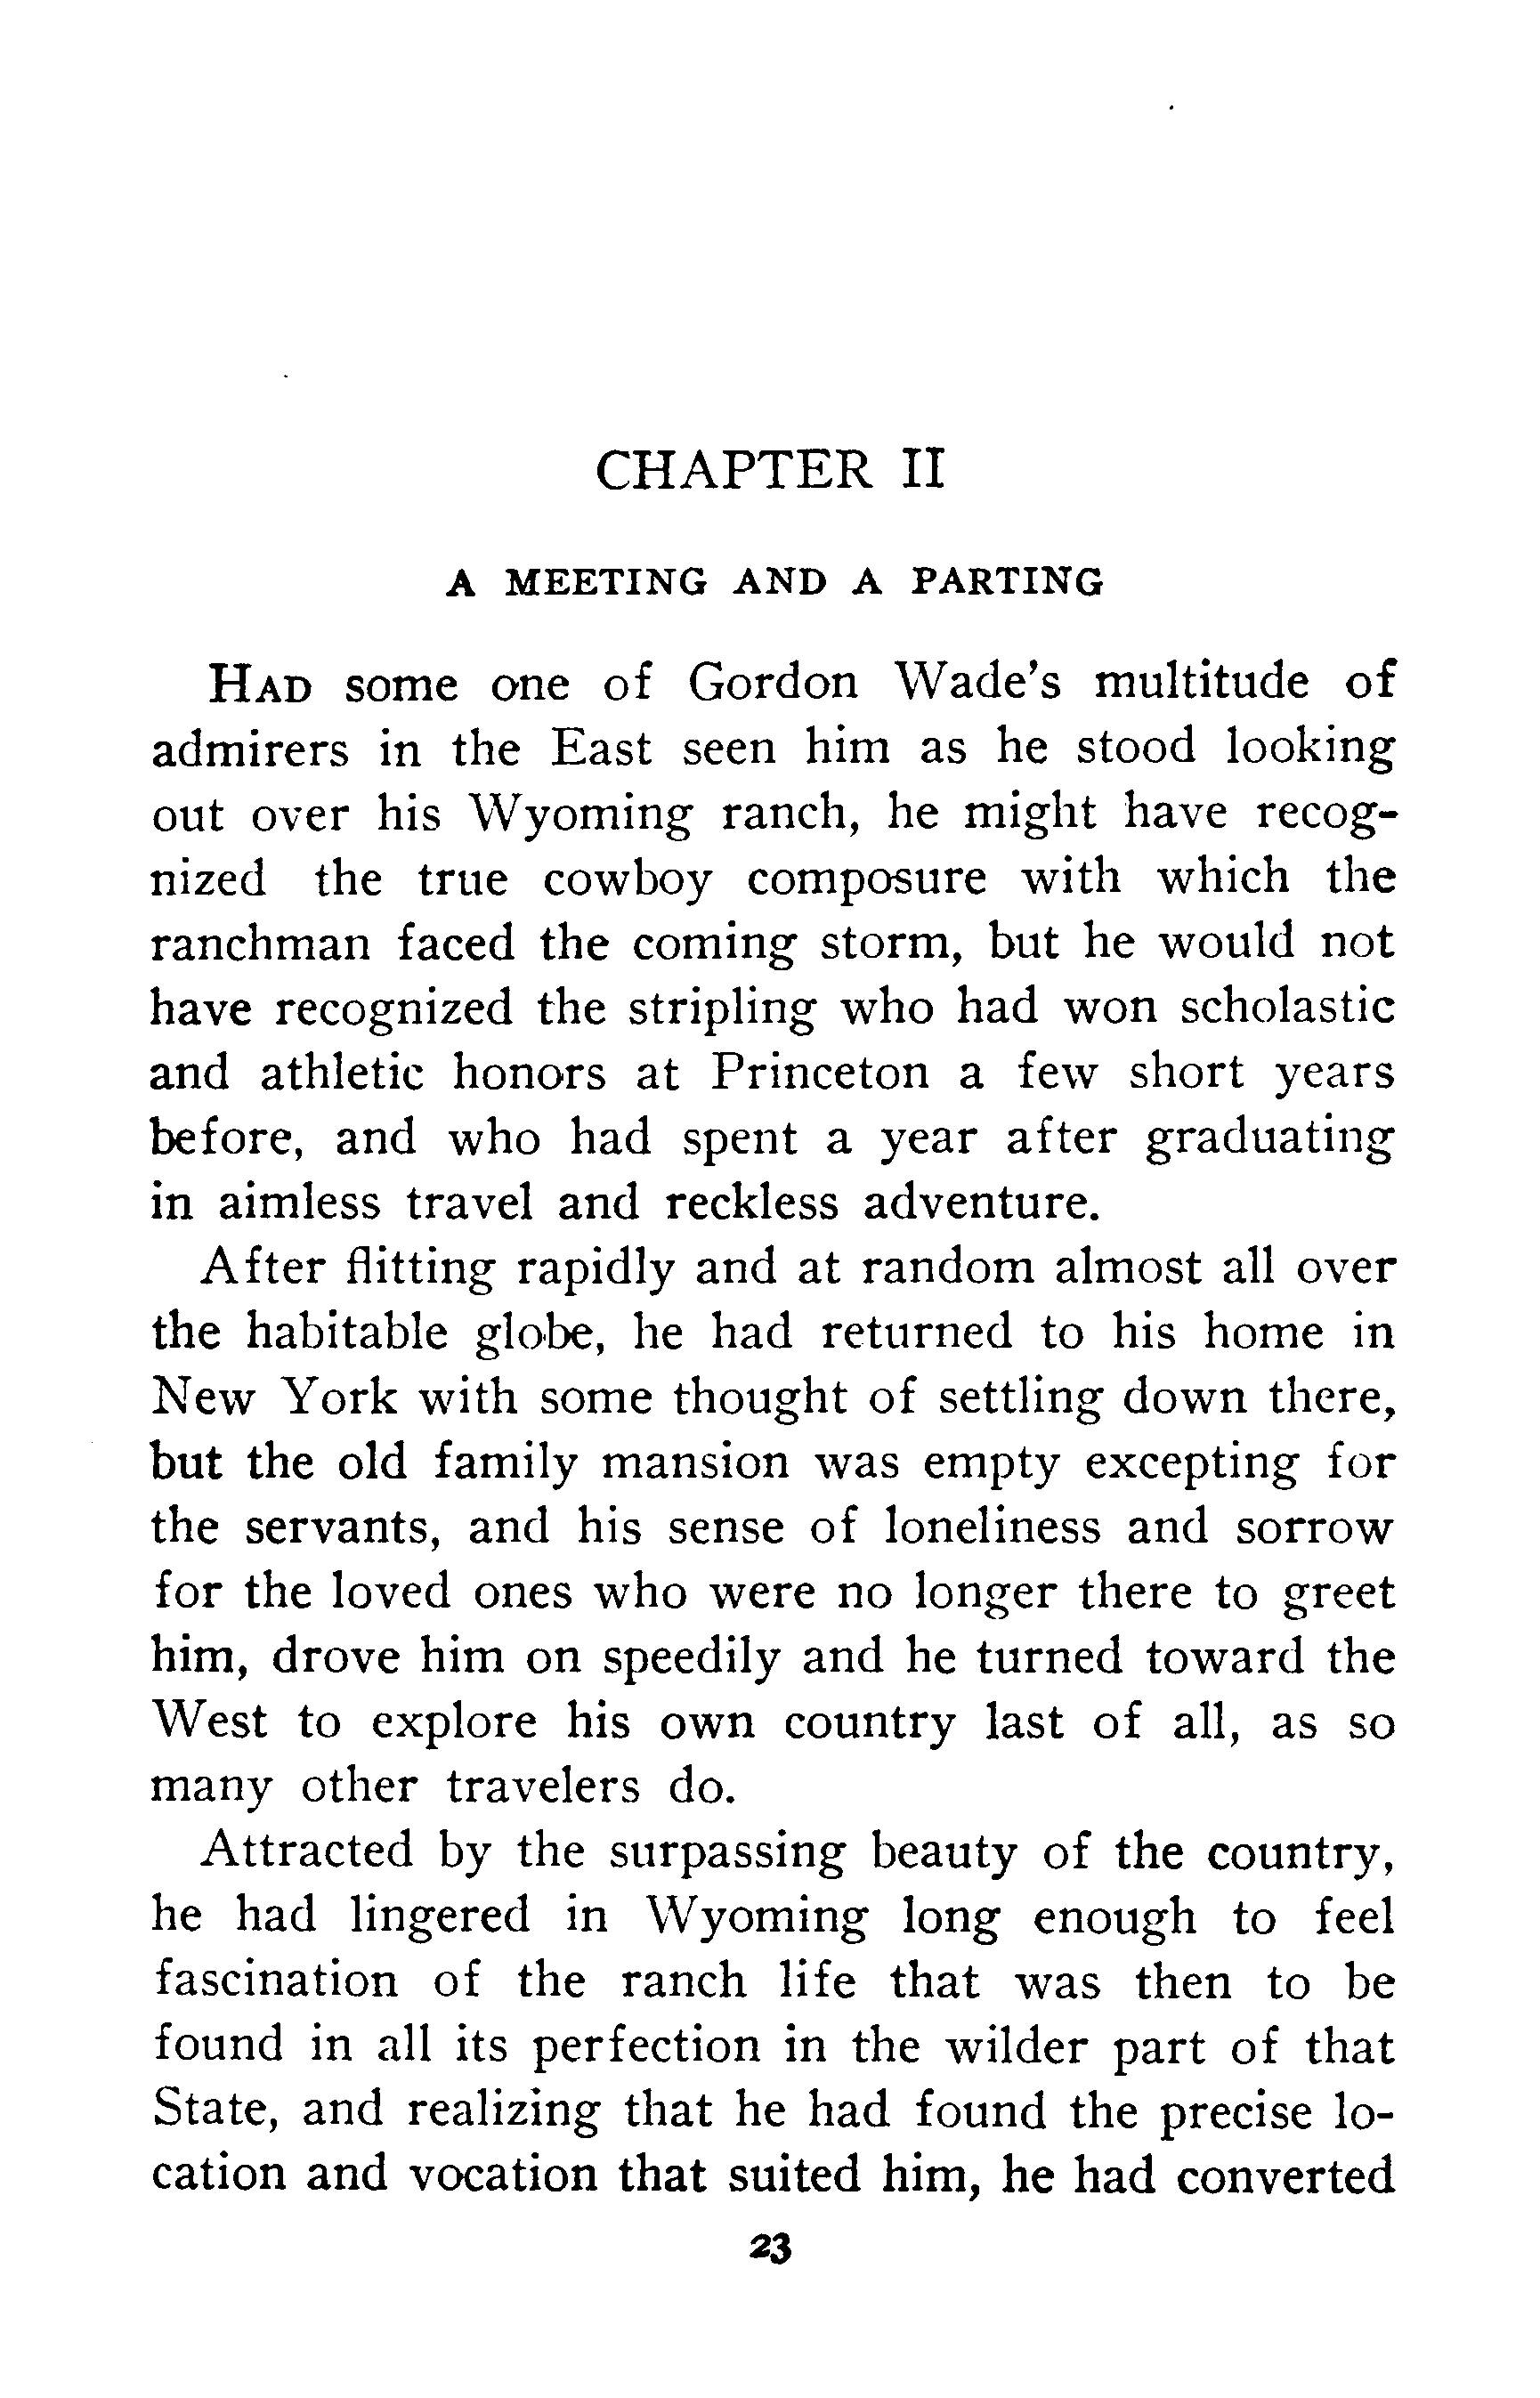 CHAPTER II
A MEETING AND A PARTING
HAD some one of Gordon Wade's multitude of
admirers in the East seen him as he stood looking
out over his Wyoming ranch, he might have recog-
nized the true cowboy composure with which the
ranchman faced the coming storm, but he would not
have recognized the stripling who had won scholastic
and athletic honors at Princeton a few short years
before, and who had spent a year after graduating
in aimless travel and reckless adventure.
After flitting rapidly and at random almost all over
the habitable globe, he had returned to his home in
New York with some thought of settling down there,
but the old family mansion was empty excepting for
the servants, and his sense of loneliness and sorrow
for the loved ones who were no longer there to greet
him, drove him on speedily and he turned toward the
West to explore his own country last of all, as so
many other travelers do.
Attracted by the surpassing beauty of the country,
he had lingered in Wyoming long enough to feel
fascination of the ranch life that was then to be
found in all its perfection in the wilder part of that
State, and realizing that he had found the precise lo-
cation and vocation that suited him, he had converted
23